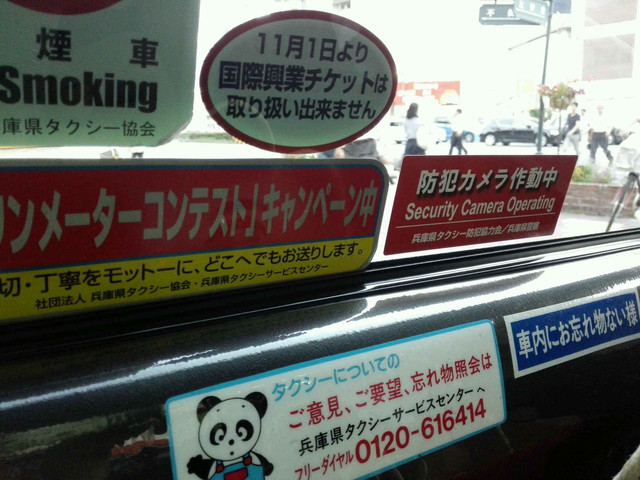 煙車
Smoking
庫県タクシー協会
11月1日より
国際興業チケットは
取り扱い出来ません
ンメーターコンテスト」キャンペーン中
切・丁寧をモットーに、どこへでもお送りします。
社団法人 兵庫県タクシー協会・兵庫県タクシーサービスセンター
防犯カメラ作動中
Security Camera Operating
兵庫県タクシー防犯協力会/兵庫県警察
タクシーについての
ご意見、ご要望、忘れ物照会は
兵庫県タクシーサービスセンターへ
フリーダイヤル0120-616414
車内にお忘れ物ない様